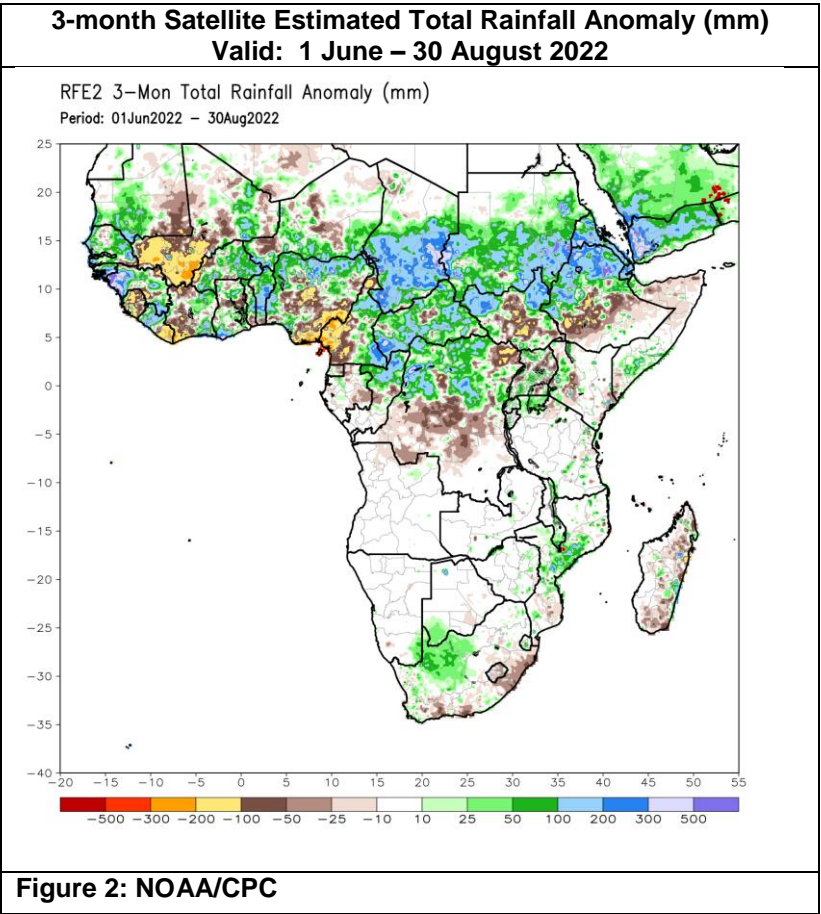 3-month Satellite Estimated Total Rainfall Anomaly (mm)
Valid: 1 June – 30 August 2022
RFE2 3-Mon Total Rainfall Anomaly (mm)
Period: 01Jun2022 – 30Aug2022
25
20
15
10
5
0
−5
−10
−15
−20
−25
−30
−35
−40
−20 −15 −10 −5 0 5 10 15 20 25 30 35 40 45 50 55
−500 −300 −200 −100 −50 −25 −10 10 25 50 100 200 300 500
Figure 2: NOAA/CPC